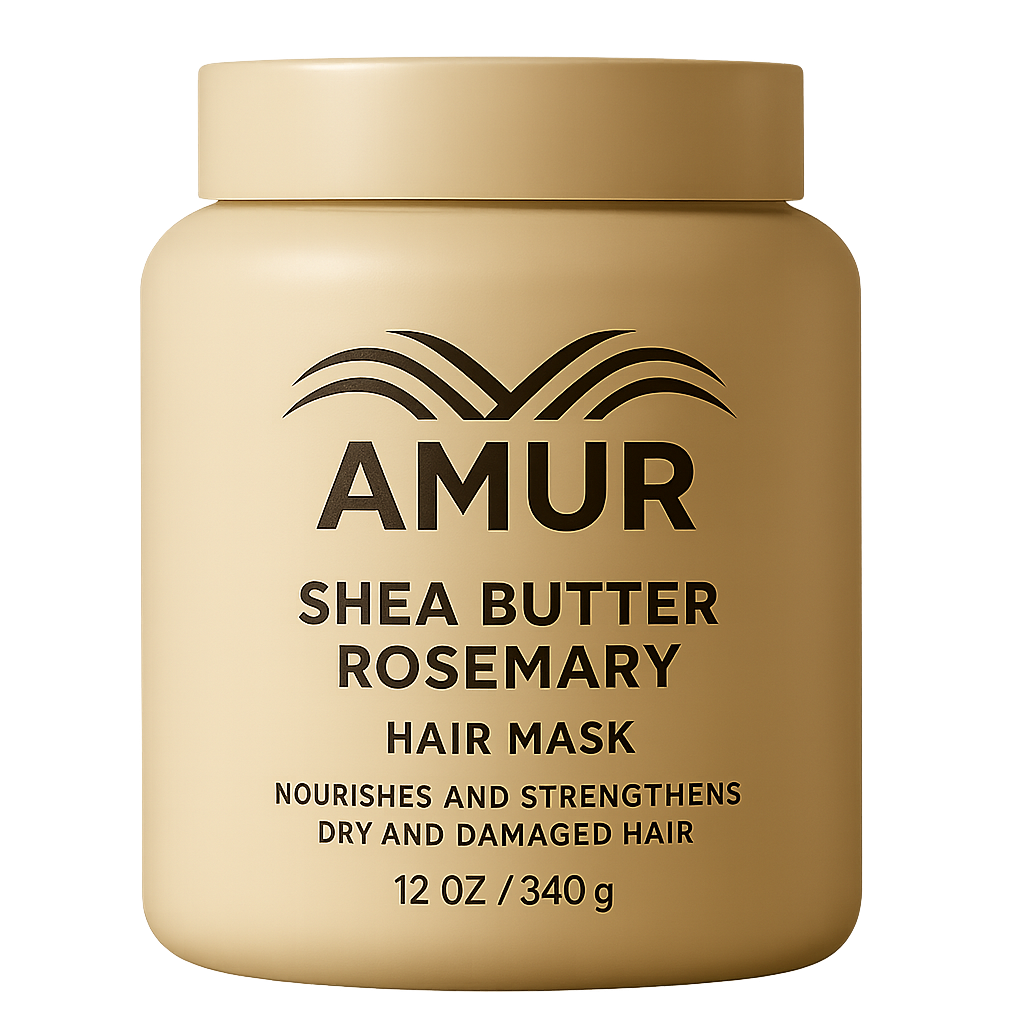 AMUR
SHEA BUTTER
ROSEMARY
HAIR MASK
NOURISHES AND STRENGTHENS
DRY AND DAMAGED HAIR
12 OZ / 340 g